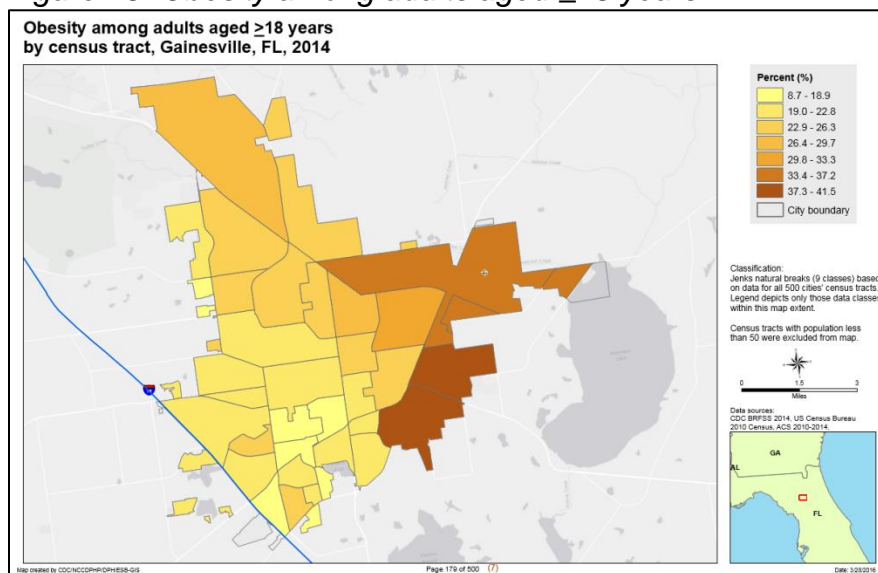 Obesity among adults aged >18 years
by census tract, Gainesville, FL, 2014
Percent (%)
8.7 - 18.9
19.0 - 22.8
22.9 - 26.3
26.4 - 29.7
29.8 - 33.3
33.4 - 37.2
37.3 - 41.5
City boundary
Classification:
Jenks natural breaks (9 classes) based
on data for all 500 cities' census tracts.
Legend depicts only those data classes
within this map extent.
Census tracts with population less
than 50 were excluded from map.
0 1.5 3
Miles
Data sources:
CDC BRFSS 2014, US Census Bureau
2010 Census, ACS 2010-2014.
GA
AL
FL
Map created by CDC/NCCDPHP/DPH/ESB-GIS
Page 179 of 500 (7)
Date: 3/23/2016